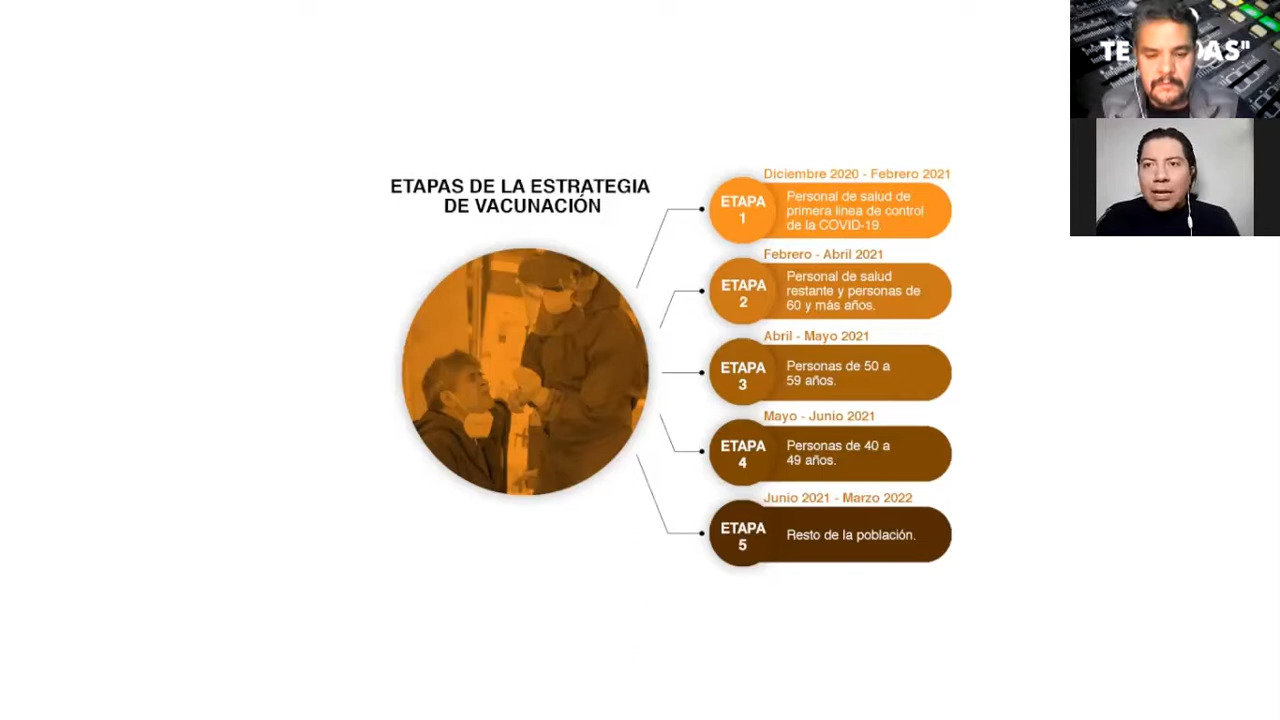 ETAPAS DE LA ESTRATEGIA
DE VACUNACIÓN
Diciembre 2020 - Febrero 2021
ETAPA
1
Personal de salud de
primera linea de control
de la COVID-19.
Febrero - Abril 2021
ETAPA
2
Personal de salud
restante y personas de
60 y más años.
Abril - Mayo 2021
ETAPA
3
Personas de 50 a
59 años.
Mayo - Junio 2021
ETAPA
4
Personas de 40 a
49 años.
Junio 2021 - Marzo 2022
ETAPA
5
Resto de la población.